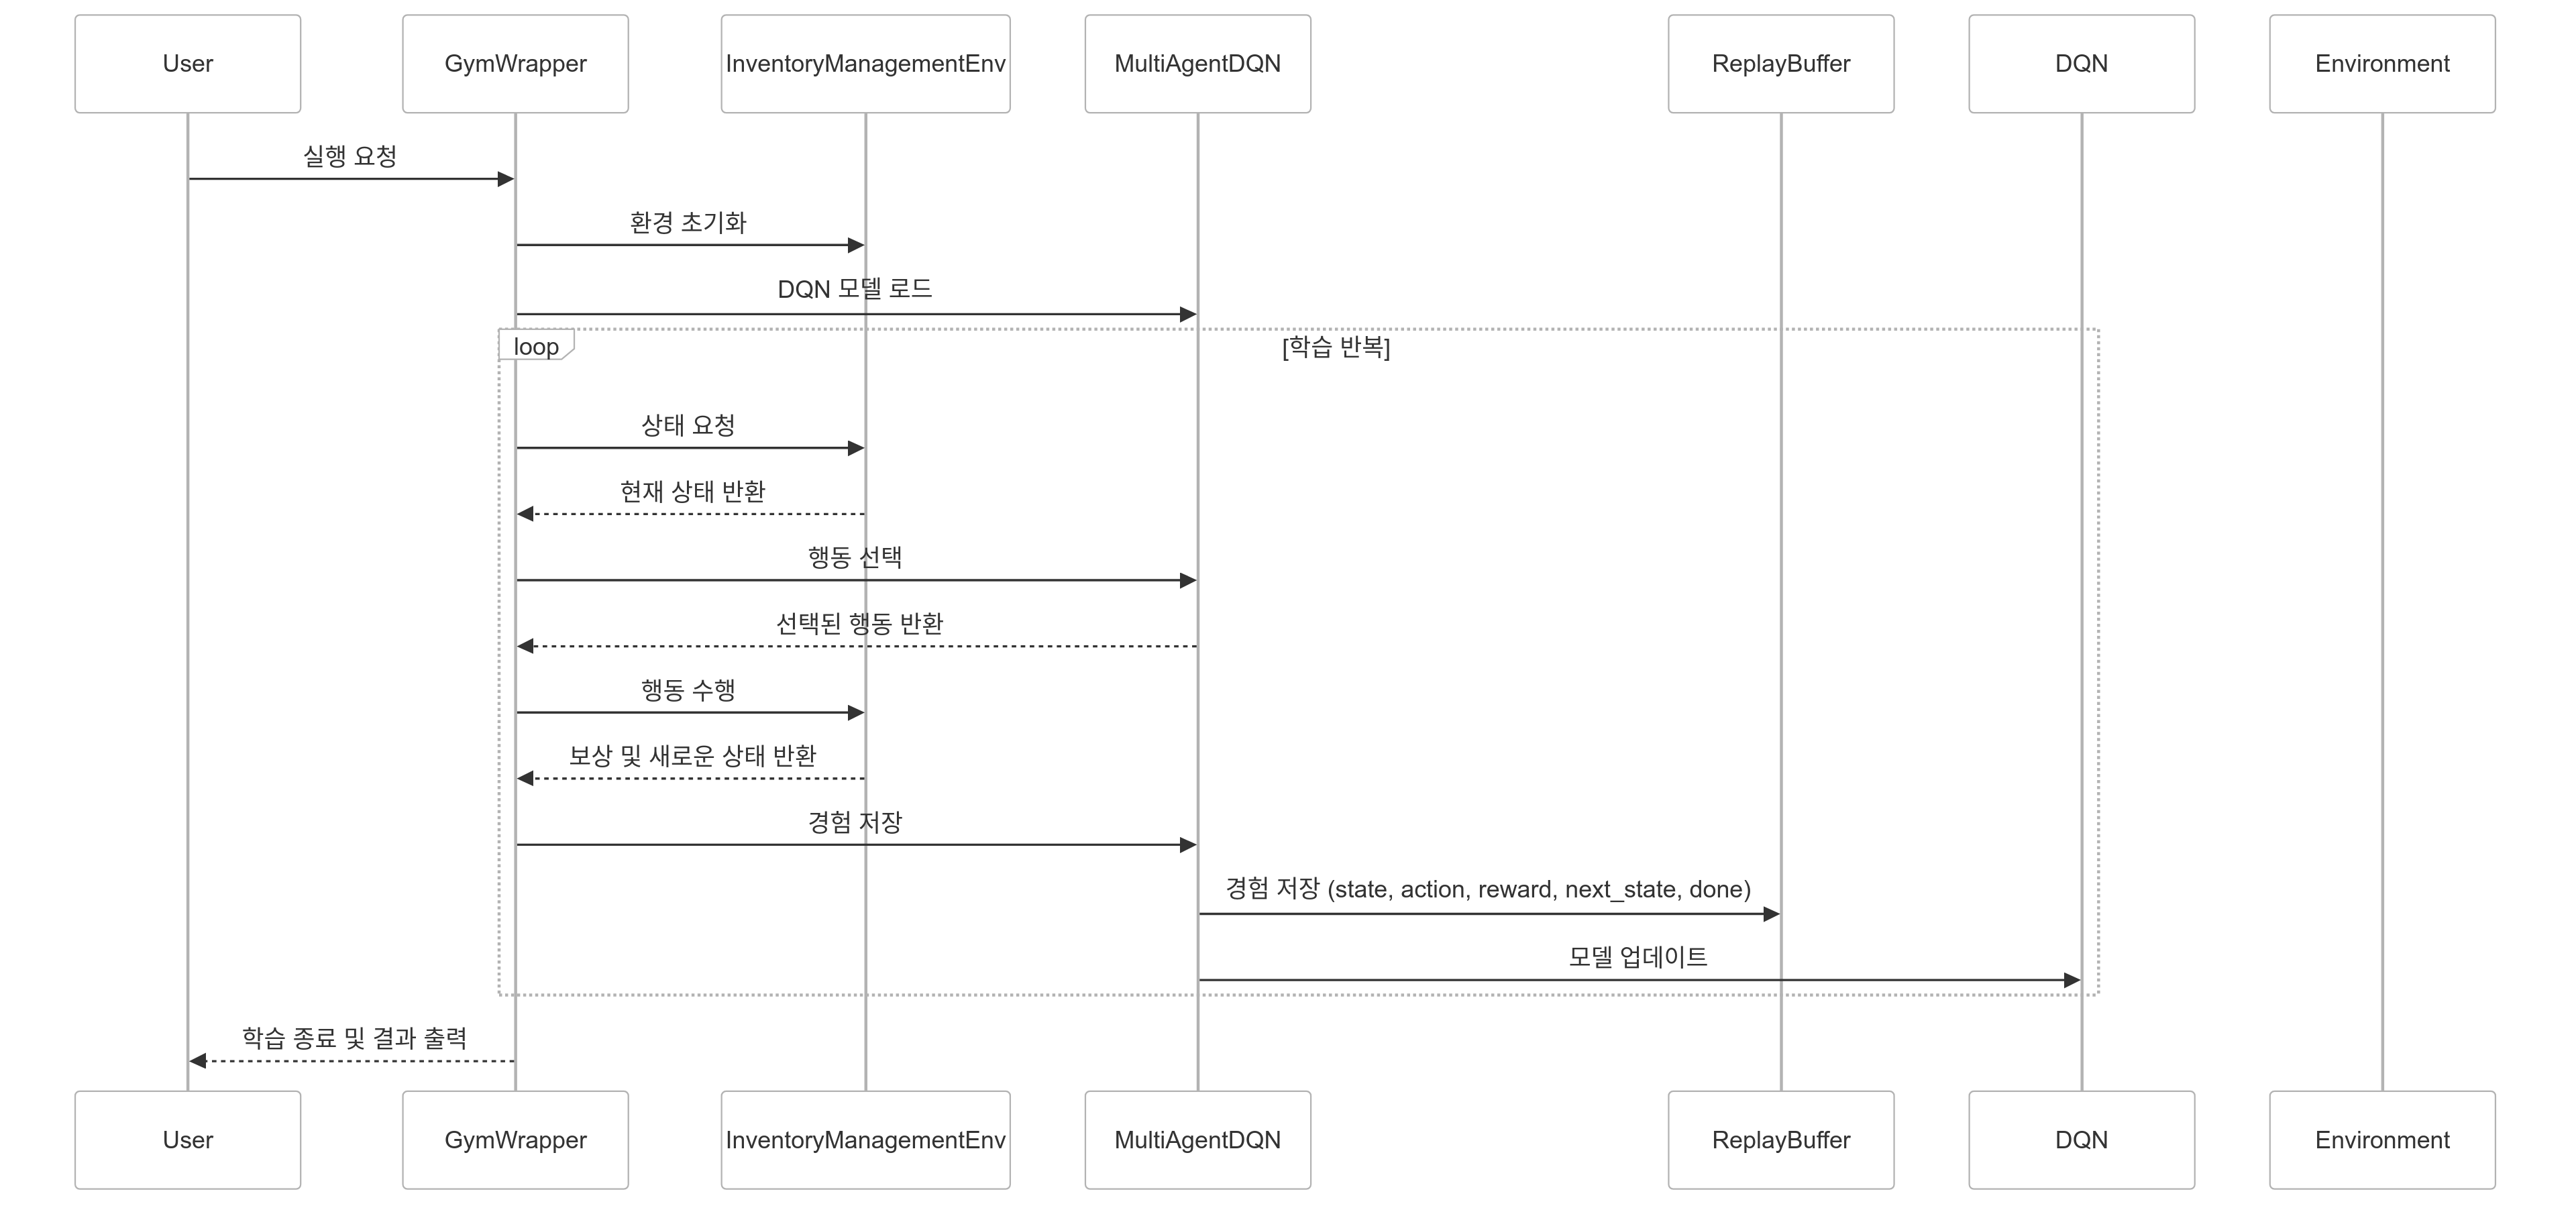 User
GymWrapper
InventoryManagementEnv
MultiAgentDQN
ReplayBuffer
DQN
Environment
실행 요청
환경 초기화
DQN 모델 로드
loop
[학습 반복]
상태 요청
현재 상태 반환
행동 선택
선택된 행동 반환
행동 수행
보상 및 새로운 상태 반환
경험 저장
경험 저장 (state, action, reward, next_state, done)
모델 업데이트
학습 종료 및 결과 출력
User
GymWrapper
InventoryManagementEnv
MultiAgentDQN
ReplayBuffer
DQN
Environment